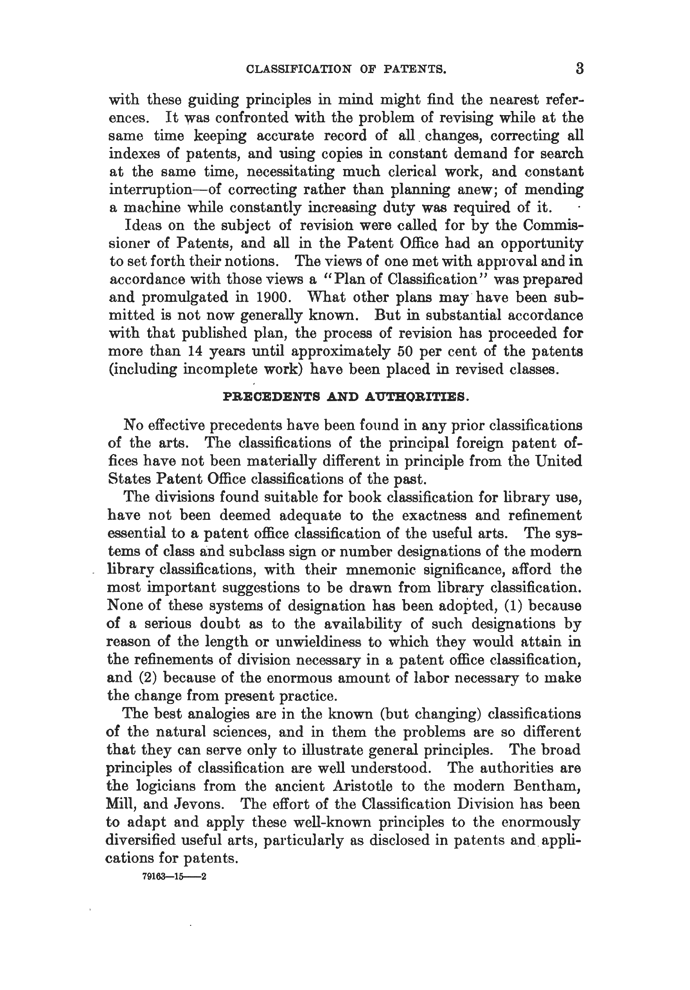 CLASSIFICATION OF PATENTS. 3
with these guiding principles in mind might find the nearest refer-
ences. It was confronted with the problem of revising while at the
same time keeping accurate record of all changes, correcting all
indexes of patents, and using copies in constant demand for search
at the same time, necessitating much clerical work, and constant
interruption—of correcting rather than planning anew; of mending
a machine while constantly increasing duty was required of it.
Ideas on the subject of revision were called for by the Commis-
sioner of Patents, and all in the Patent Office had an opportunity
to set forth their notions. The views of one met with approval and in
accordance with those views a "Plan of Classification" was prepared
and promulgated in 1900. What other plans may have been sub-
mitted is not now generally known. But in substantial accordance
with that published plan, the process of revision has proceeded for
more than 14 years until approximately 50 per cent of the patents
(including incomplete work) have been placed in revised classes.
PRECEDENTS AND AUTHORITIES.
No effective precedents have been found in any prior classifications
of the arts. The classifications of the principal foreign patent of-
fices have not been materially different in principle from the United
States Patent Office classifications of the past.
The divisions found suitable for book classification for library use,
have not been deemed adequate to the exactness and refinement
essential to a patent office classification of the useful arts. The sys-
tems of class and subclass sign or number designations of the modern
library classifications, with their mnemonic significance, afford the
most important suggestions to be drawn from library classification.
None of these systems of designation has been adopted, (1) because
of a serious doubt as to the availability of such designations by
reason of the length or unwieldiness to which they would attain in
the refinements of division necessary in a patent office classification,
and (2) because of the enormous amount of labor necessary to make
the change from present practice.
The best analogies are in the known (but changing) classifications
of the natural sciences, and in them the problems are so different
that they can serve only to illustrate general principles. The broad
principles of classification are well understood. The authorities are
the logicians from the ancient Aristotle to the modern Bentham,
Mill, and Jevons. The effort of the Classification Division has been
to adapt and apply these well-known principles to the enormously
diversified useful arts, particularly as disclosed in patents and appli-
cations for patents.
79163—15——2